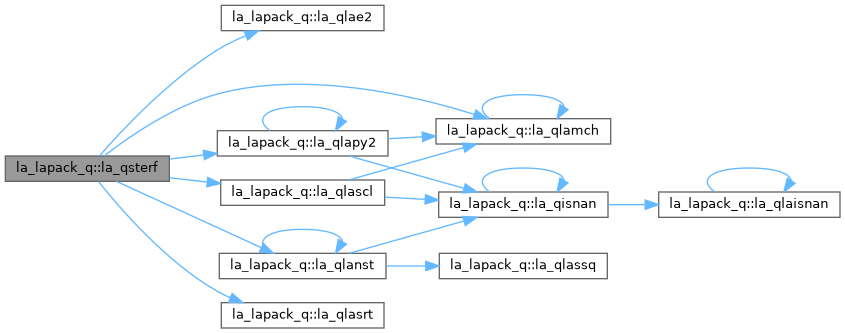 la_lapack_q::la_qlae2
la_lapack_q::la_qlamch
la_lapack_q::la_qlapy2
la_lapack_q::la_qsterf
la_lapack_q::la_qlascl
la_lapack_q::la_qisnan
la_lapack_q::la_qlaisnan
la_lapack_q::la_qlanst
la_lapack_q::la_qlassq
la_lapack_q::la_qlasrt